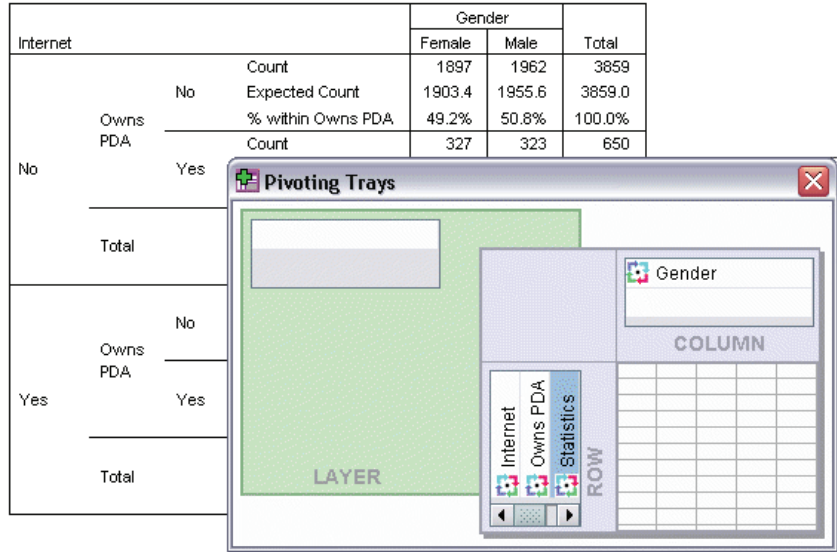 Gender
Internet Female Male Total
Count 1897 1962 3859
No Expected Count 1903.4 1955.6 3859.0
Owns PDA % within Owns PDA 49.2% 50.8% 100.0%
Count 327 323 650
No Yes
Total
No
Owns PDA
Yes Yes
Total
Pivoting Trays
Gender
COLUMN
Internet
Owns PDA
Statistics
ROW
LAYER